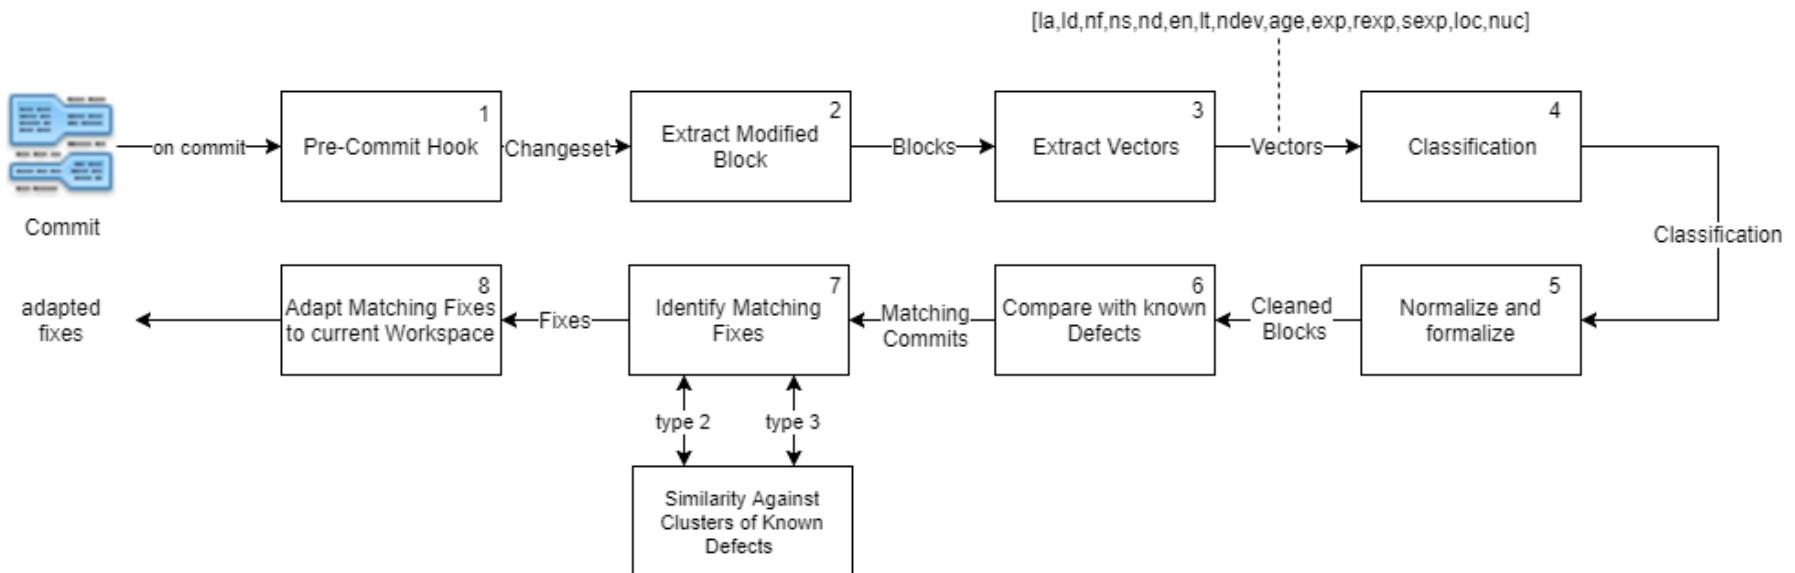 [la,ld,nf,ns,nd,en,lt,ndev,age,exp,rexp,sexp,loc,nuc]
Commit
on commit
1
Pre-Commit Hook
Changeset
2
Extract Modified
Block
Blocks
3
Extract Vectors
Vectors
4
Classification
Classification
5
Normalize and
formalize
Cleaned
Blocks
6
Compare with known
Defects
Matching
Commits
7
Identify Matching
Fixes
Fixes
8
Adapt Matching Fixes
to current Workspace
adapted
fixes
type 2
type 3
Similarity Against
Clusters of Known
Defects